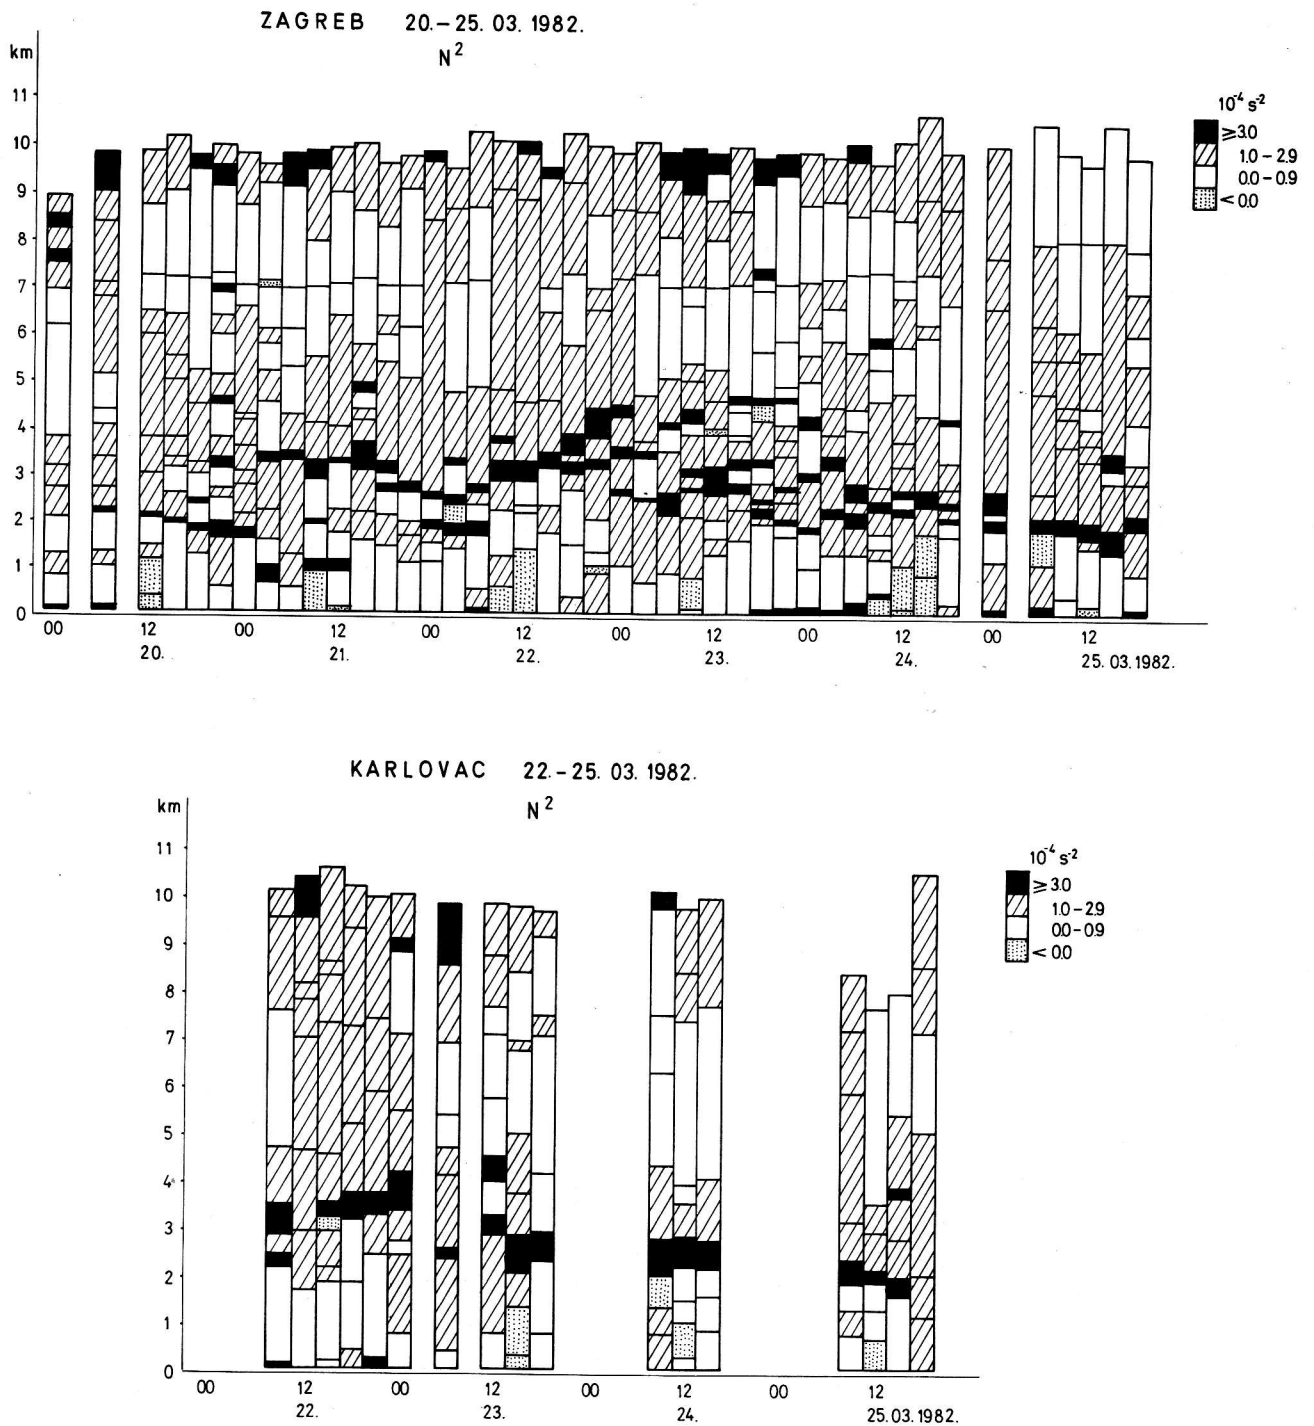 ZAGREB 20.–25. 03. 1982.
N²
km
10⁻⁴ s⁻²
≥3.0
1.0–2.9
0.0–0.9
< 0.0
11
10
9
8
7
6
5
4
3
2
1
0
00 12 00 12 00 12 00 12 00 12 00 12
20. 21. 22. 23. 24. 25.03.1982.
KARLOVAC 22.–25. 03. 1982.
N²
km
10⁻⁴ s⁻²
≥3.0
1.0–2.9
0.0–0.9
< 0.0
11
10
9
8
7
6
5
4
3
2
1
0
00 12 00 12 00 12 00 12
22. 23. 24. 25.03.1982.